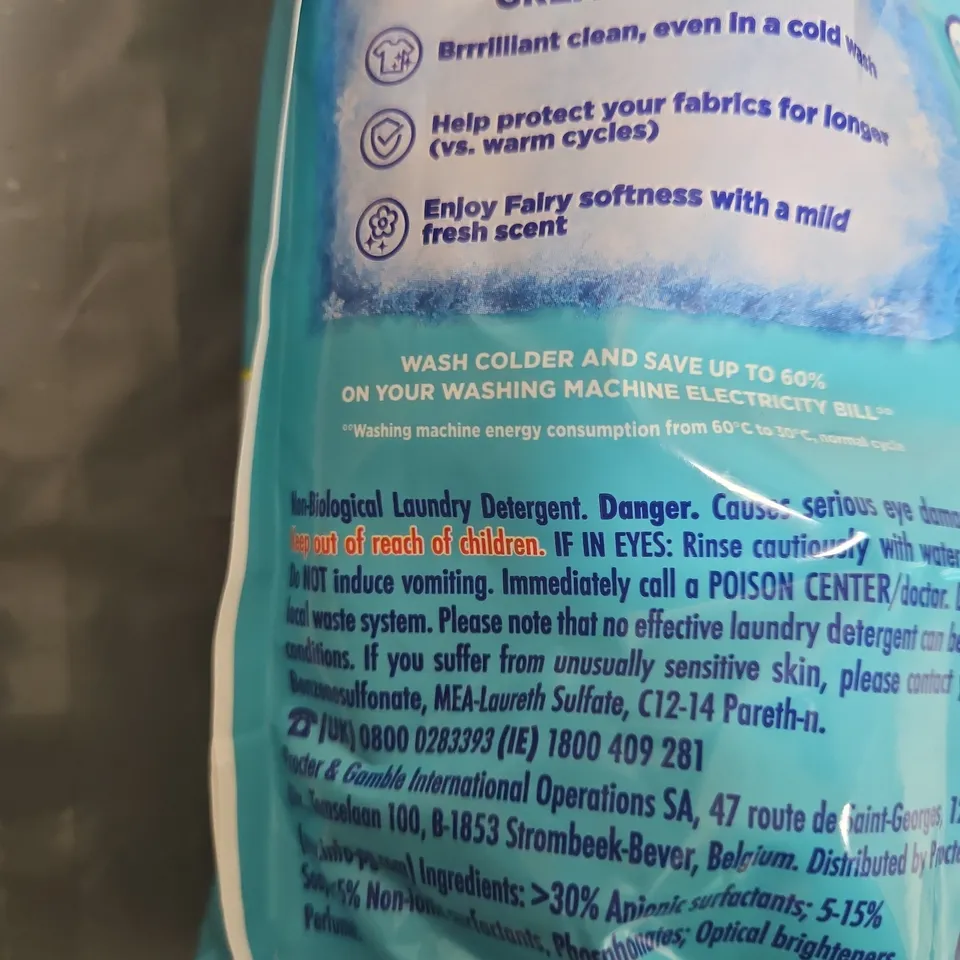 Brrrilliant clean, even in a cold wash
Help protect your fabrics for longer
(vs. warm cycles)
Enjoy Fairy softness with a mild
fresh scent
WASH COLDER AND SAVE UP TO 60%
ON YOUR WASHING MACHINE ELECTRICITY BILL°°
°°Washing machine energy consumption from 60°C to 30°C, normal cycle
Non-Biological Laundry Detergent. Danger. Causes serious eye
out of reach of children. IF IN EYES: Rinse cautiously with water
Do NOT induce vomiting. Immediately call a POISON CENTER/doctor.
local waste system. Please note that no effective laundry detergent can be
conditions. If you suffer from unusually sensitive skin, please contact
MEA-Laureth Sulfate, C12-14 Pareth-n.
(UK) 0800 0283393 (IE) 1800 409 281
& Gamble International Operations SA, 47 route de Saint-Georges,
100, B-1853 Strombeek-Bever, Belgium. Distributed by
Ingredients: >30% Anionic surfactants; 5-15%
Phosphonates; Optical brighteners
Perfume